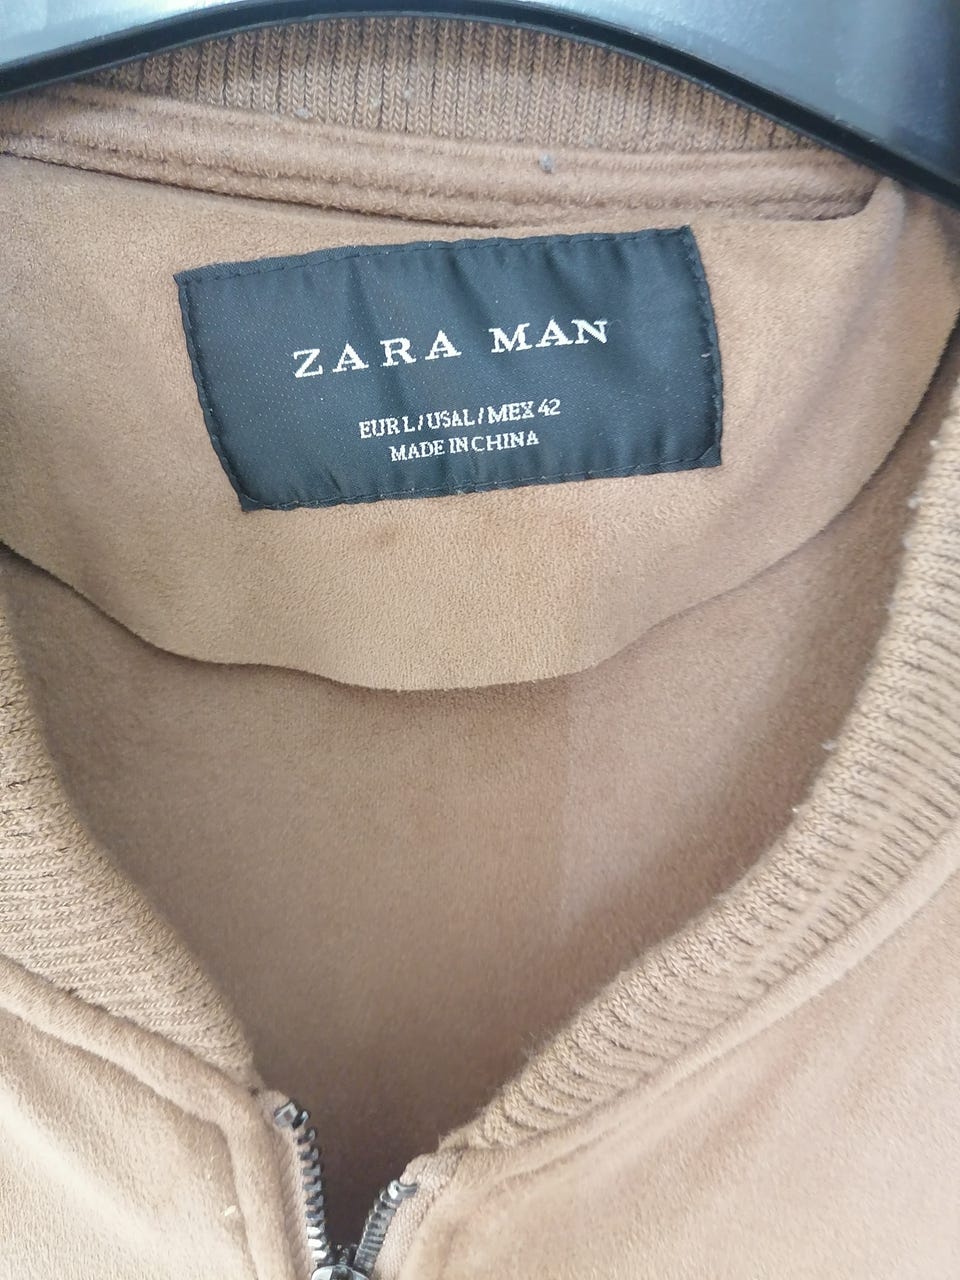 ZARA MAN
EUR L / USA L / MEX 42
MADE IN CHINA